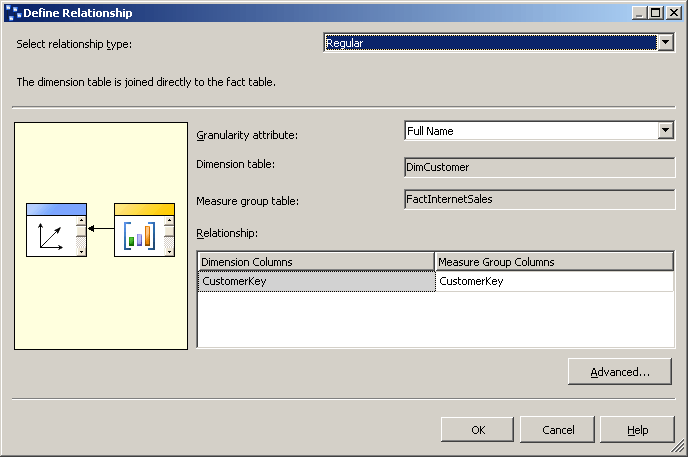 Define Relationship
Select relationship type:
Regular
The dimension table is joined directly to the fact table.
Granularity attribute:
Full Name
Dimension table:
DimCustomer
Measure group table:
FactInternetSales
Relationship:
Dimension Columns
Measure Group Columns
CustomerKey
CustomerKey
Advanced...
OK
Cancel
Help